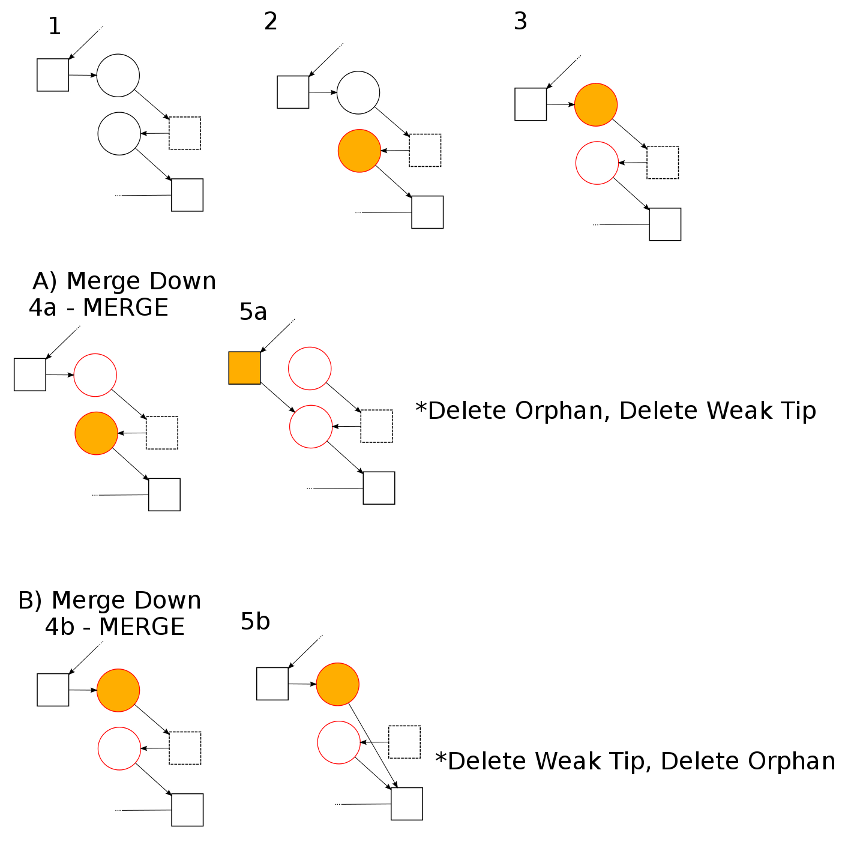 1
2
3
A) Merge Down
4a - MERGE
5a
*Delete Orphan, Delete Weak Tip
B) Merge Down
4b - MERGE
5b
*Delete Weak Tip, Delete Orphan